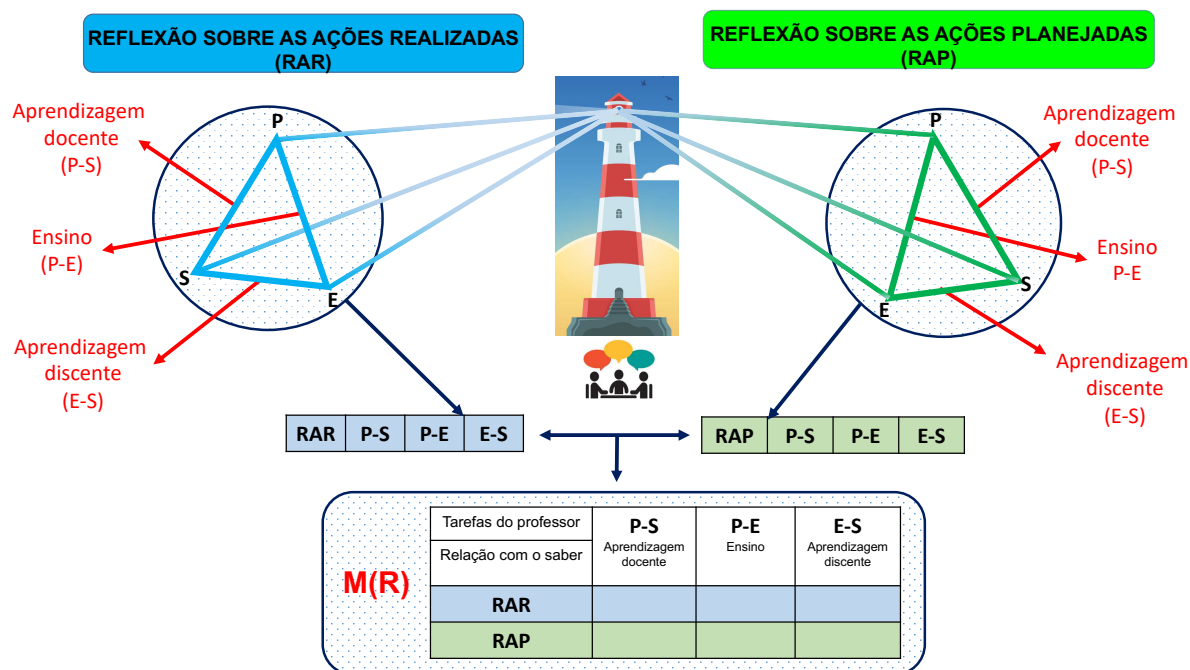 REFLEXÃO SOBRE AS AÇÕES REALIZADAS
(RAR)
REFLEXÃO SOBRE AS AÇÕES PLANEJADAS
(RAP)
Aprendizagem
docente
(P-S)
Ensino
(P-E)
Aprendizagem
discente
(E-S)
P
S
E
P
E
S
Aprendizagem
docente
(P-S)
Ensino
P-E
Aprendizagem
discente
(E-S)
RAR P-S P-E E-S
RAP P-S P-E E-S
M(R)
Tarefas do professor
Relação com o saber
P-S
Aprendizagem
docente
P-E
Ensino
E-S
Aprendizagem
discente
RAR
RAP